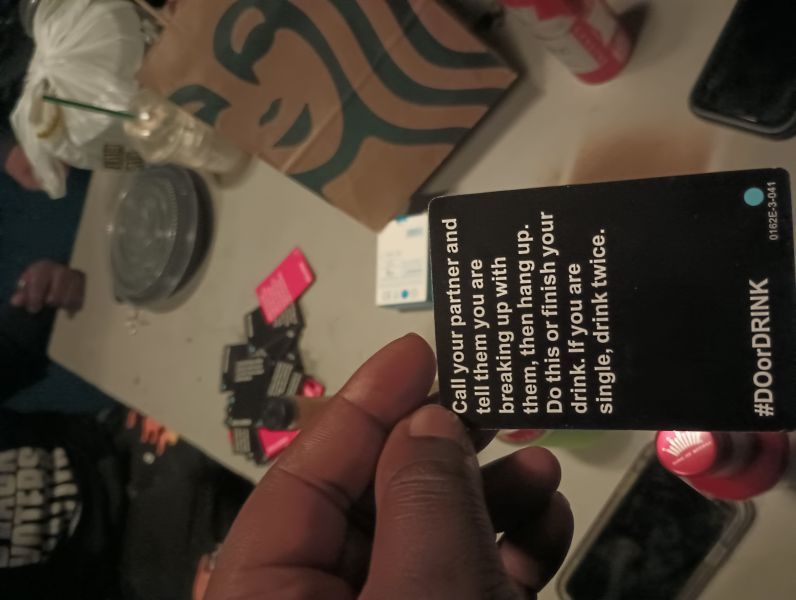 Call your partner and
tell them you are
breaking up with
them, then hang up.
Do this or finish your
drink. If you are
single, drink twice.
#DOorDRINK
0162E-3-041